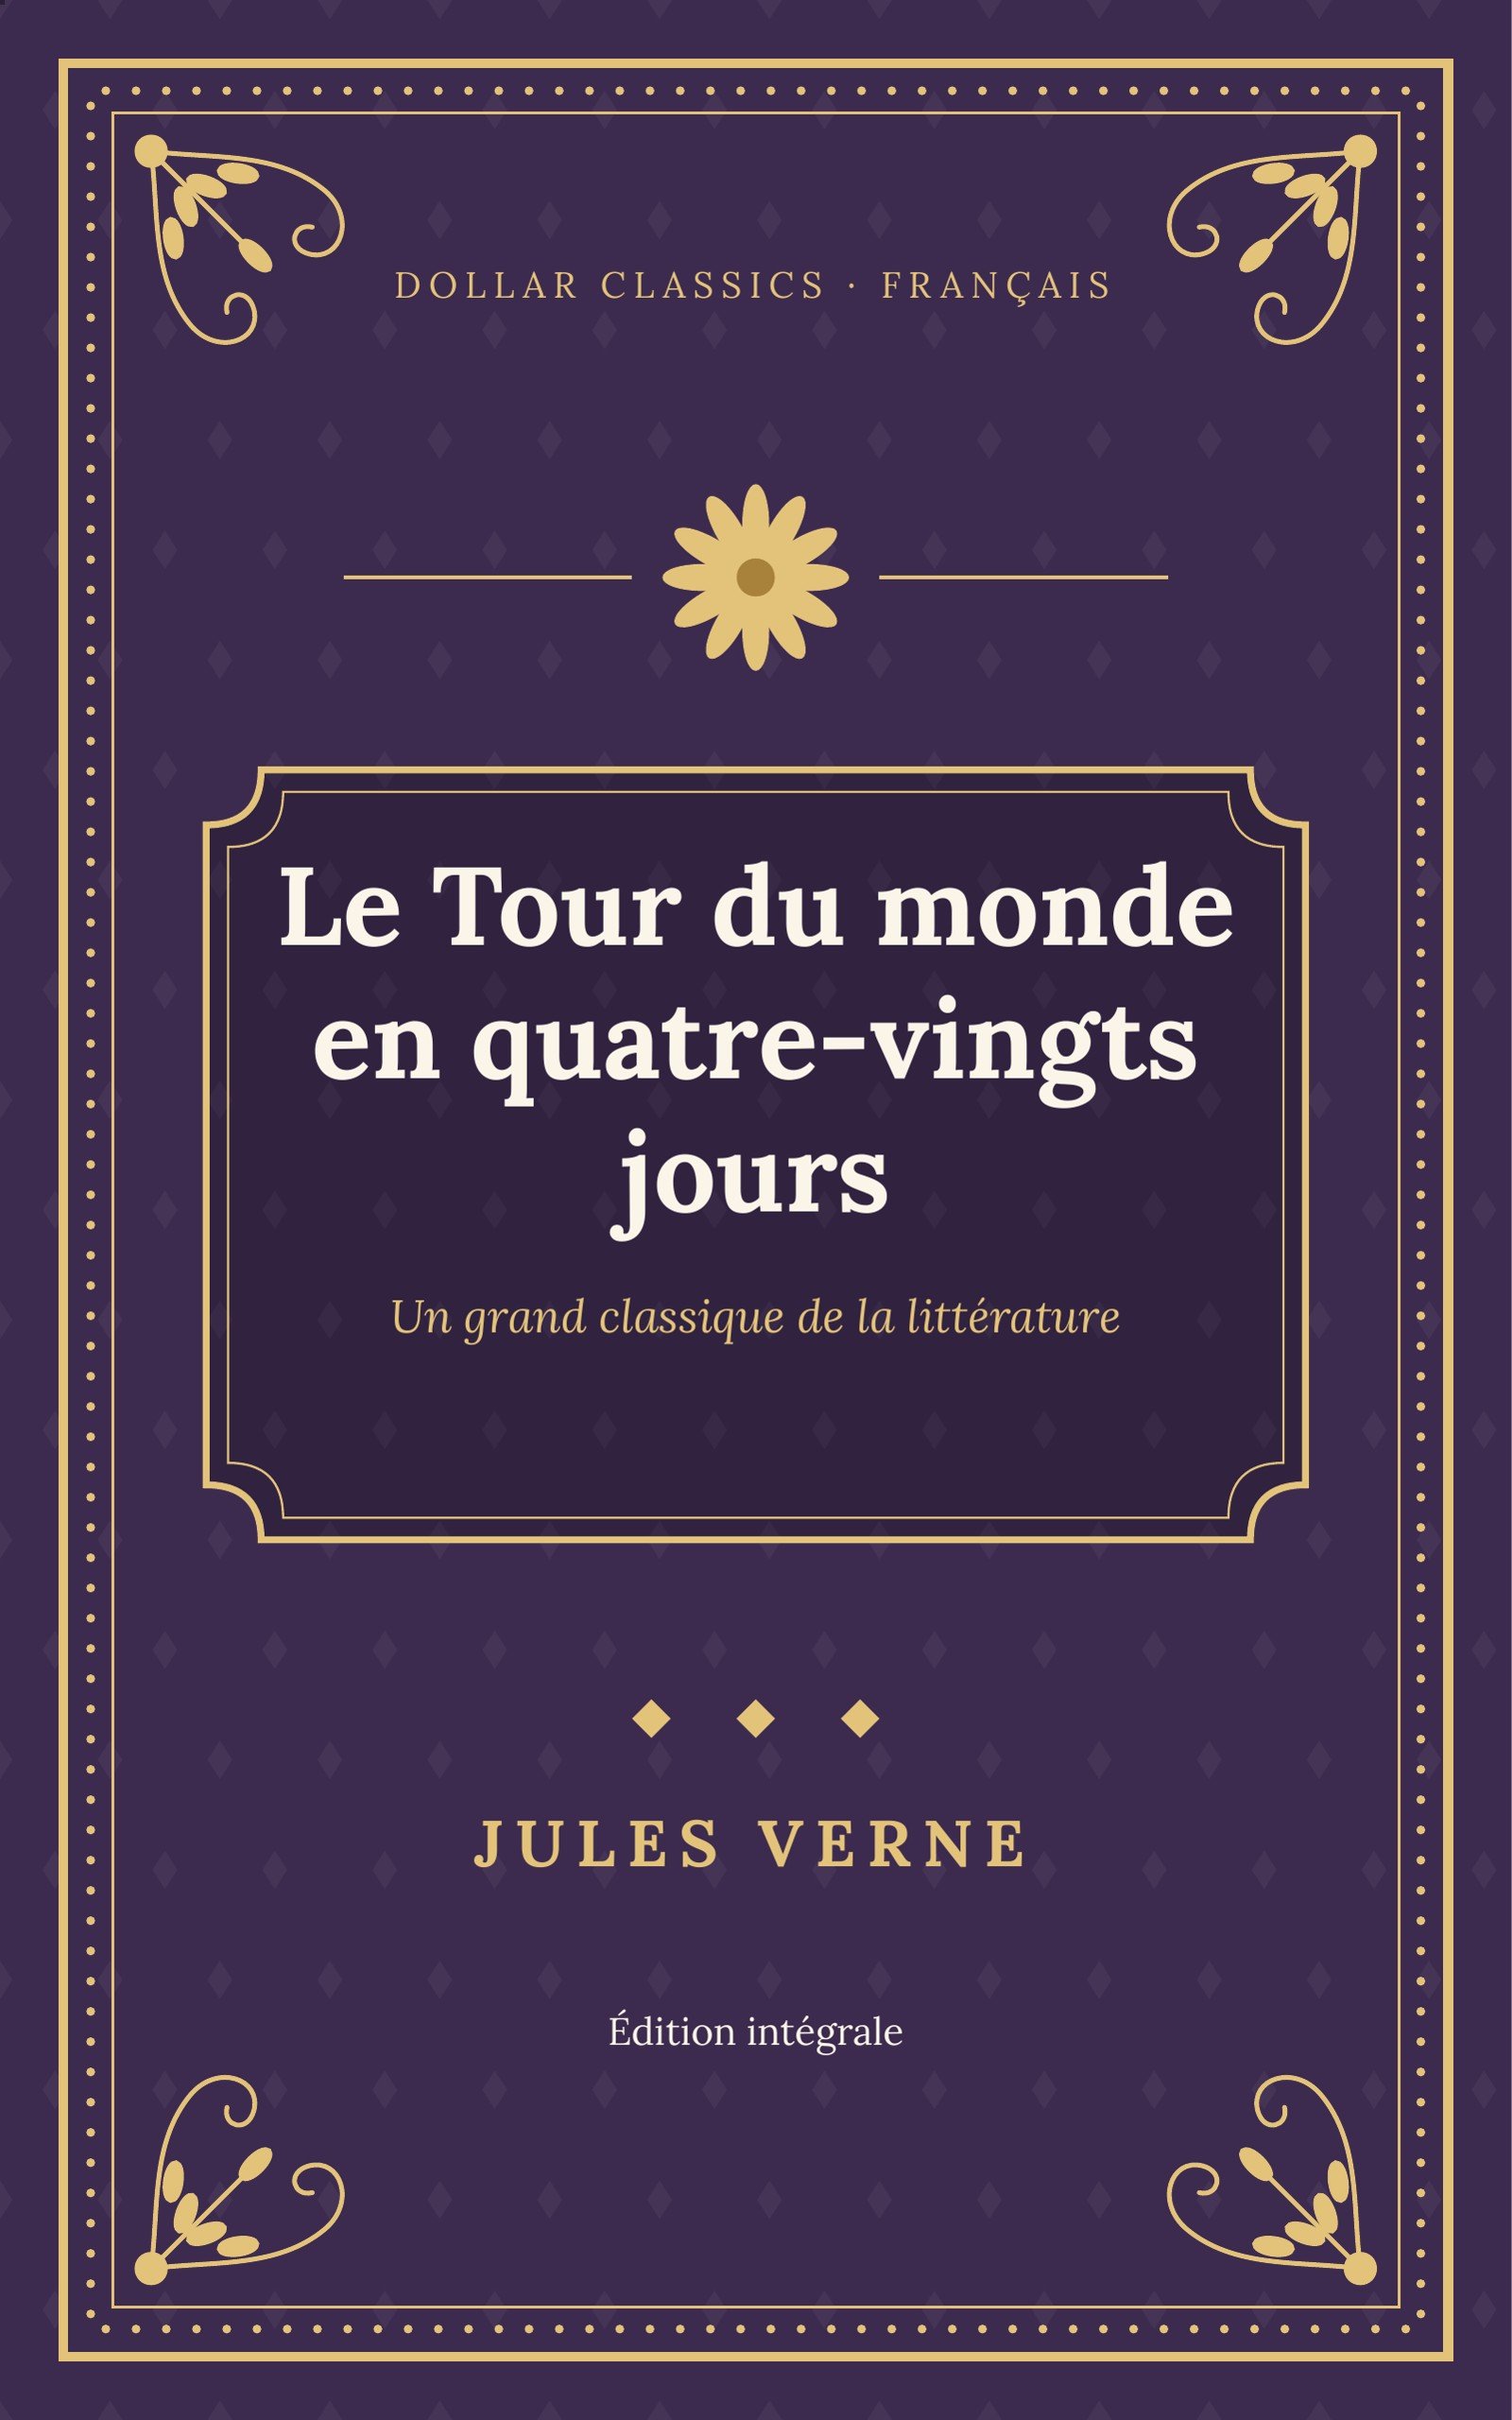 DOLLAR CLASSICS · FRANÇAIS
Le Tour du monde
en quatre-vingts
jours
Un grand classique de la littérature
JULES VERNE
Édition intégrale